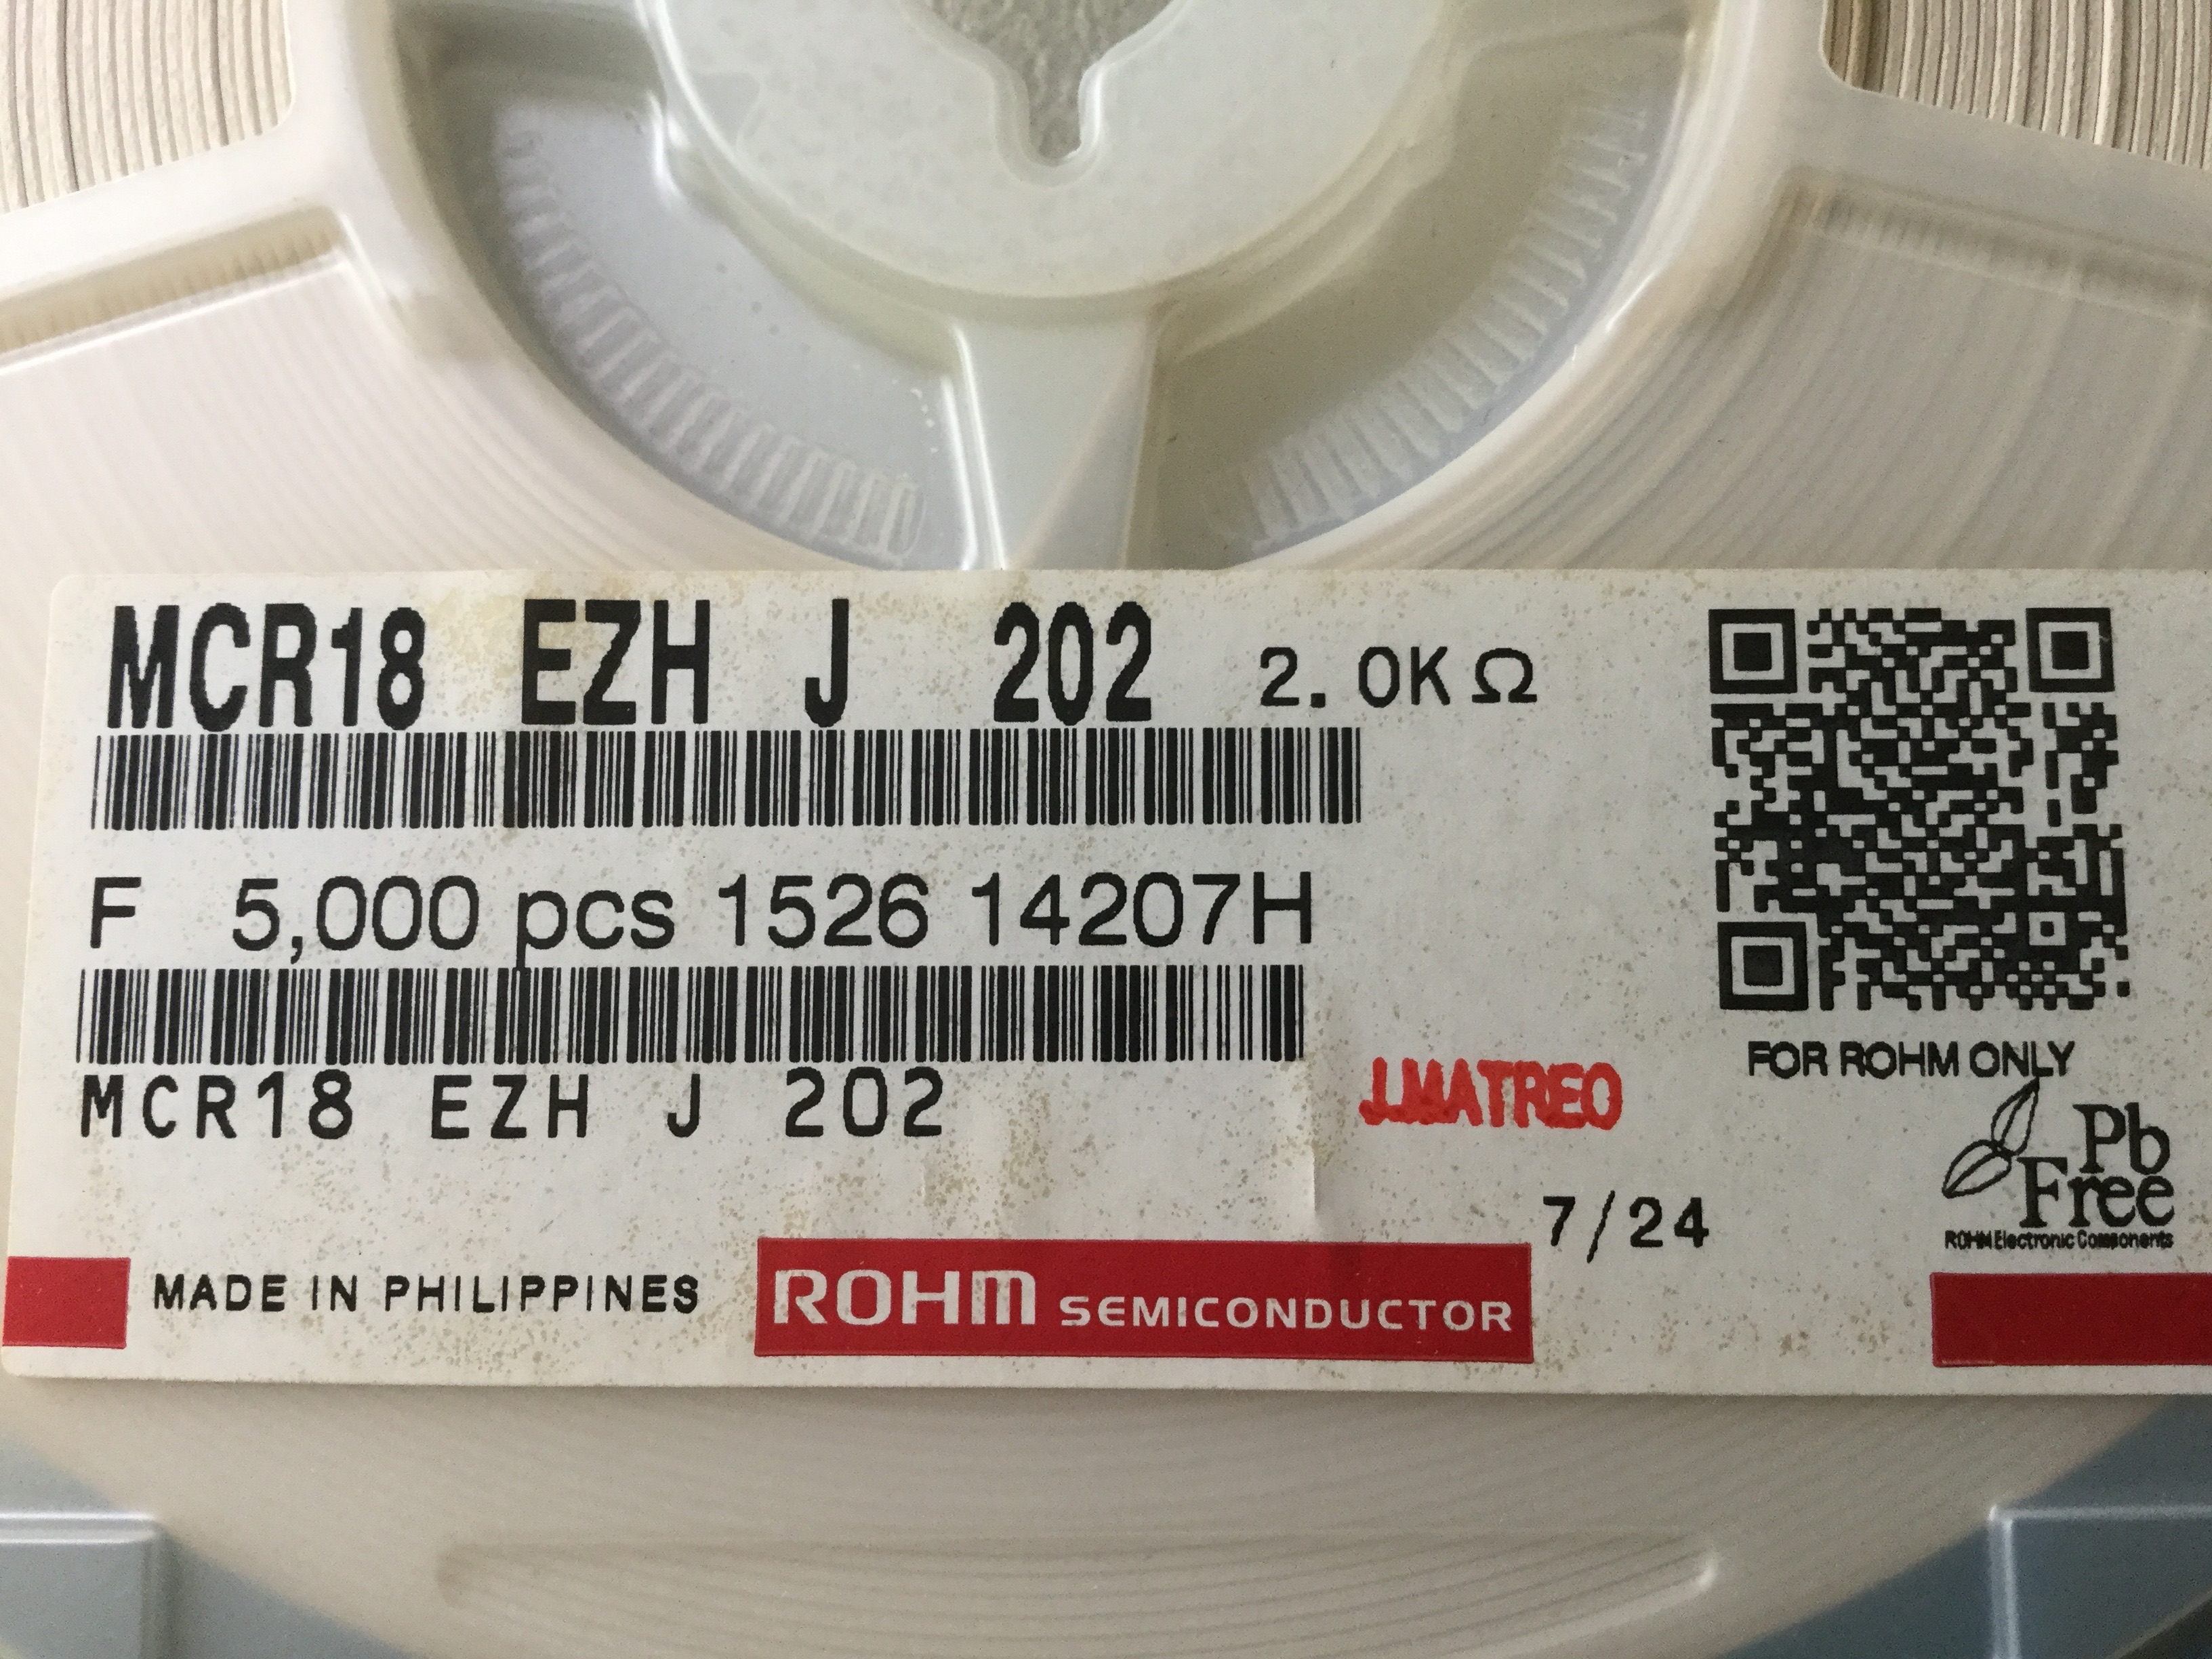 MCR18 EZH J 202 2.0KΩ
F 5,000 pcs 1526 14207H
MCR18 EZH J 202
J.MATREO
FOR ROHM ONLY
Pb
Free
ROHM Electronic Components
7/24
MADE IN PHILIPPINES
ROHM SEMICONDUCTOR